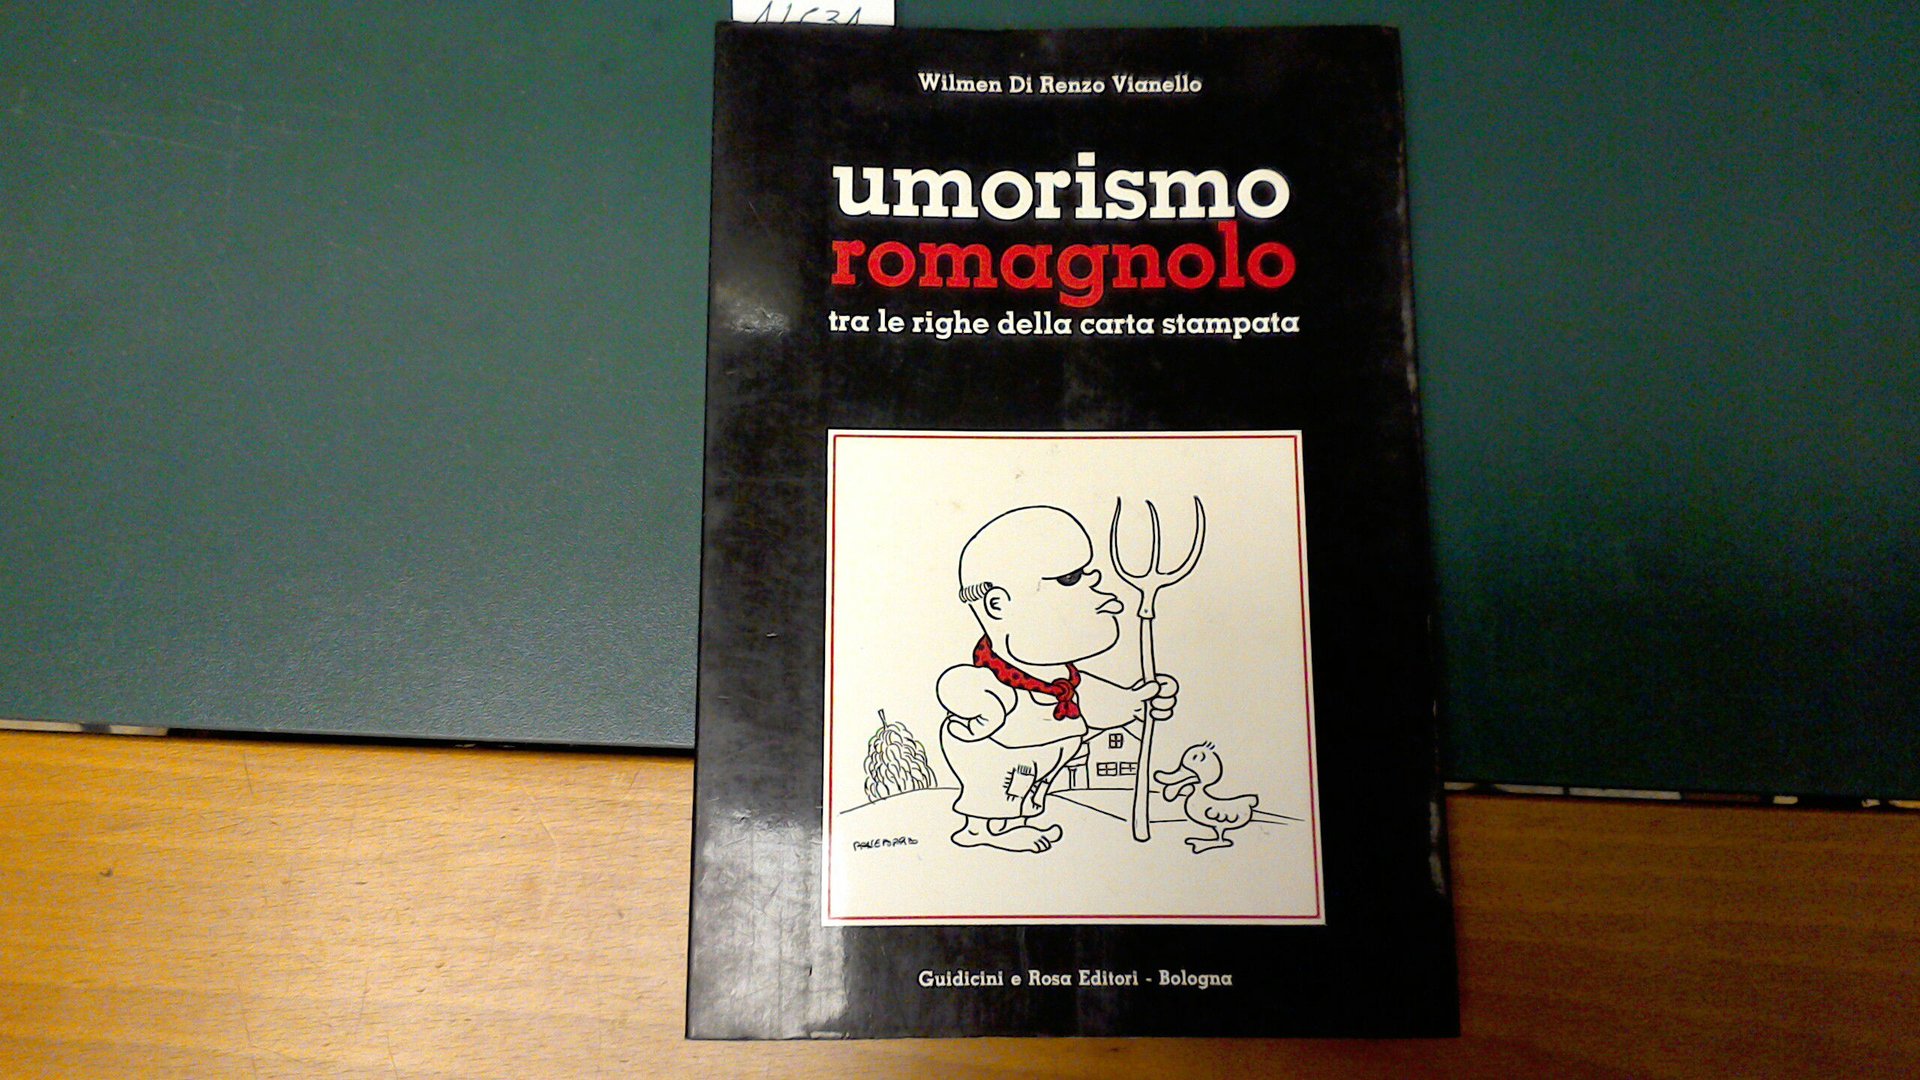 Wilmen Di Renzo Vianello
umorismo
romagnolo
tra le righe della carta stampata
Guidicini e Rosa Editori - Bologna